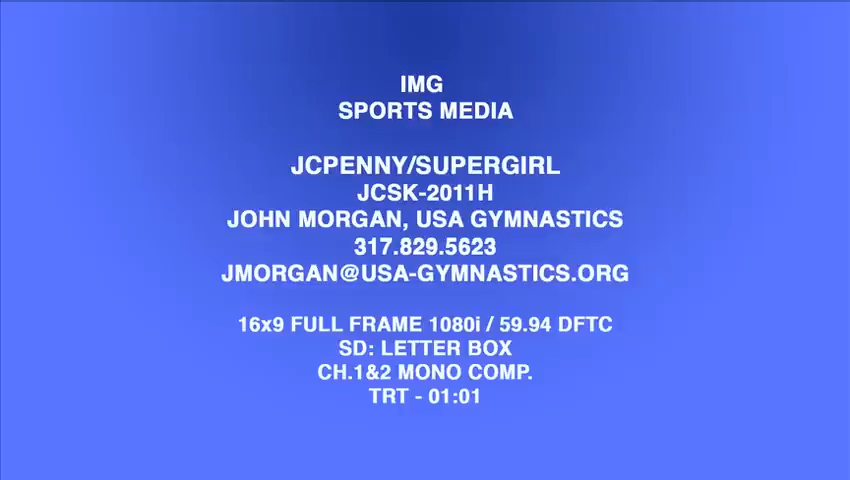 IMG
SPORTS MEDIA
JCPENNY/SUPERGIRL
JCSK-2011H
JOHN MORGAN, USA GYMNASTICS
317.829.5623
JMORGAN@USA-GYMNASTICS.ORG
16x9 FULL FRAME 1080i / 59.94 DFTC
SD: LETTER BOX
CH.1&2 MONO COMP.
TRT - 01:01